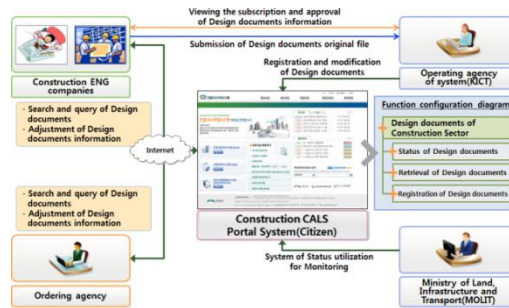 Viewing the subscription and approval
of Design documents information
Submission of Design documents original file
Construction ENG
companies
Registration and modification
of Design documents
Operating agency
of system(KICT)
- Search and query of Design
documents
- Adjustment of Design
documents information
Internet
Function configuration diagram
Design documents of
Construction Sector
Status of Design documents
Retrieval of Design documents
Registration of Design documents
- Search and query of Design
documents
- Adjustment of Design
documents information
Construction CALS
Portal System(Citizen)
Ordering agency
System of Status utilization
for Monitoring
Ministry of Land,
Infrastructure and
Transport(MOLIT)